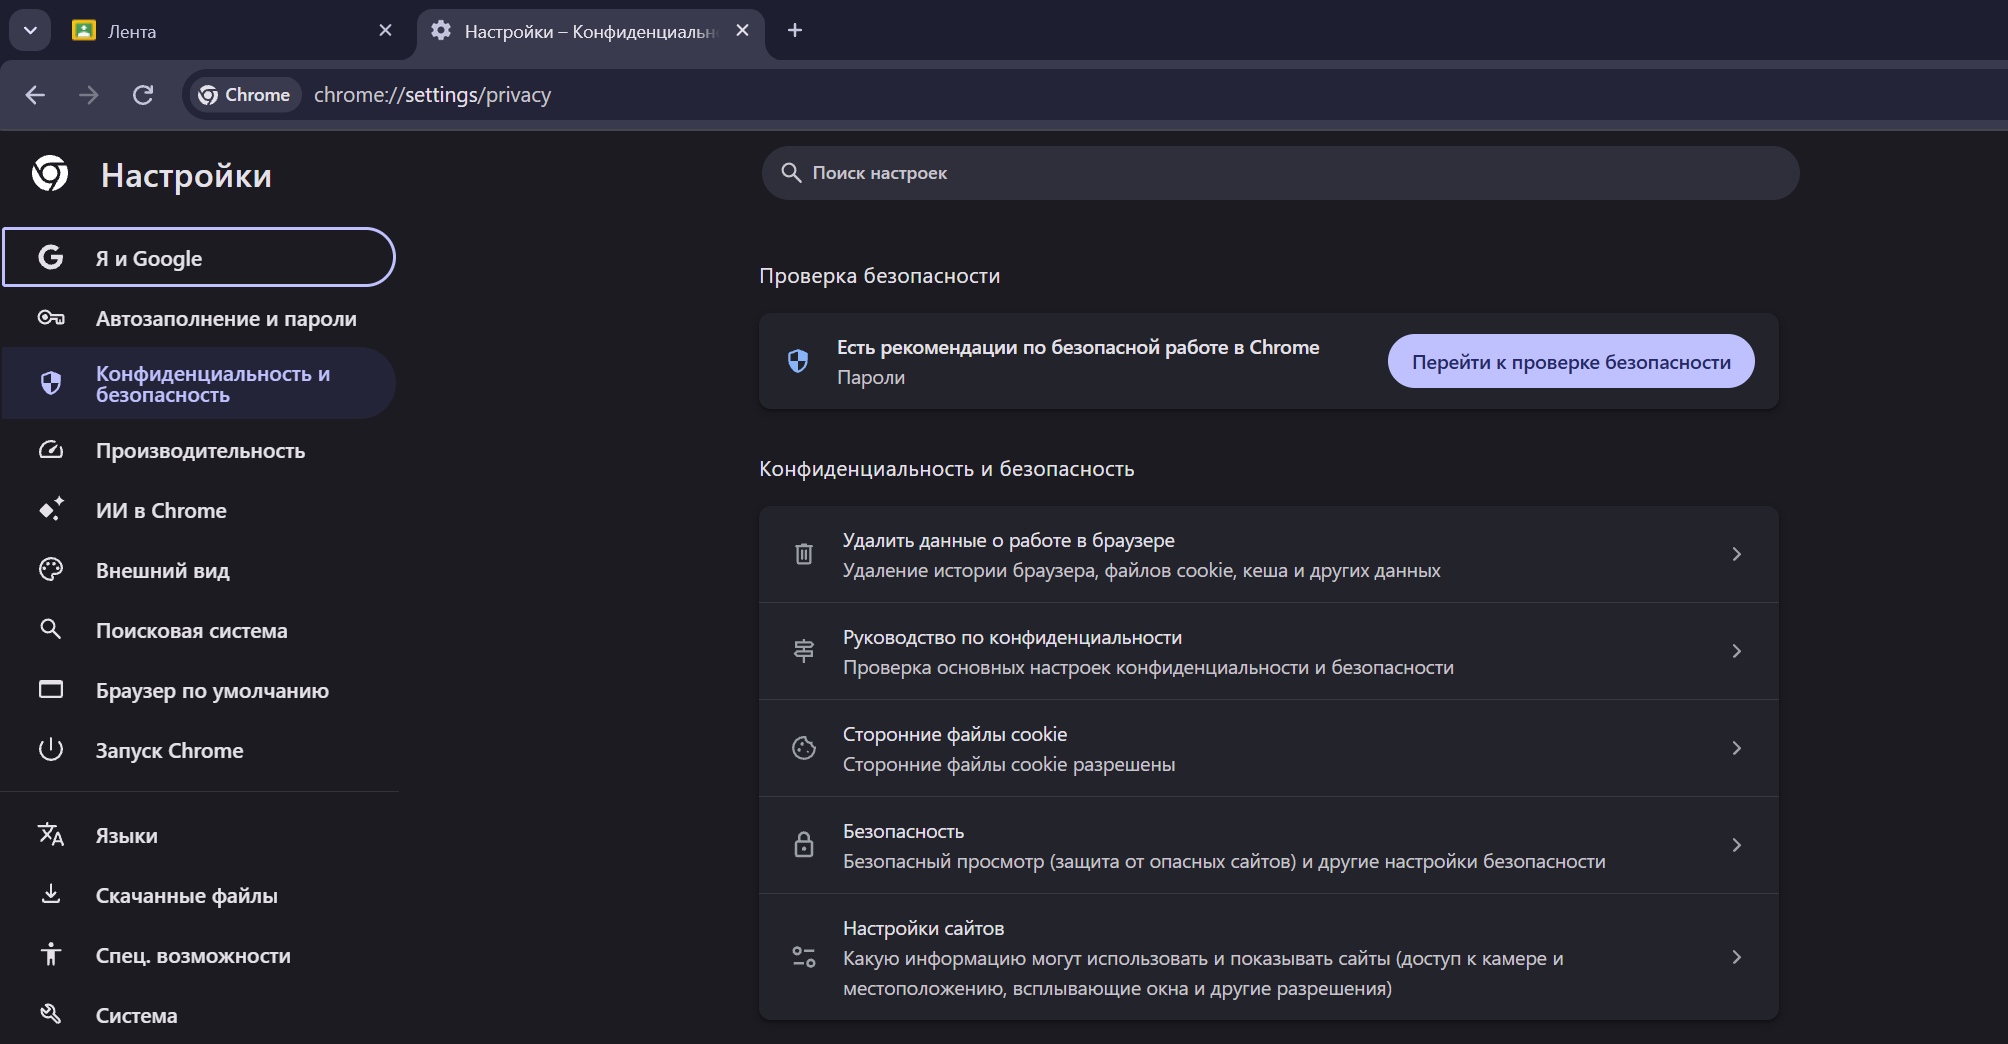 Лента
Настройки – Конфиденциальн
Chrome
chrome://settings/privacy
Настройки
Поиск настроек
Я и Google
Автозаполнение и пароли
Конфиденциальность и
безопасность
Производительность
ИИ в Chrome
Внешний вид
Поисковая система
Браузер по умолчанию
Запуск Chrome
Языки
Скачанные файлы
Спец. возможности
Система
Проверка безопасности
Есть рекомендации по безопасной работе в Chrome
Пароли
Перейти к проверке безопасности
Конфиденциальность и безопасность
Удалить данные о работе в браузере
Удаление истории браузера, файлов cookie, кеша и других данных
Руководство по конфиденциальности
Проверка основных настроек конфиденциальности и безопасности
Сторонние файлы cookie
Сторонние файлы cookie разрешены
Безопасность
Безопасный просмотр (защита от опасных сайтов) и другие настройки безопасности
Настройки сайтов
Какую информацию могут использовать и показывать сайты (доступ к камере и
местоположению, всплывающие окна и другие разрешения)